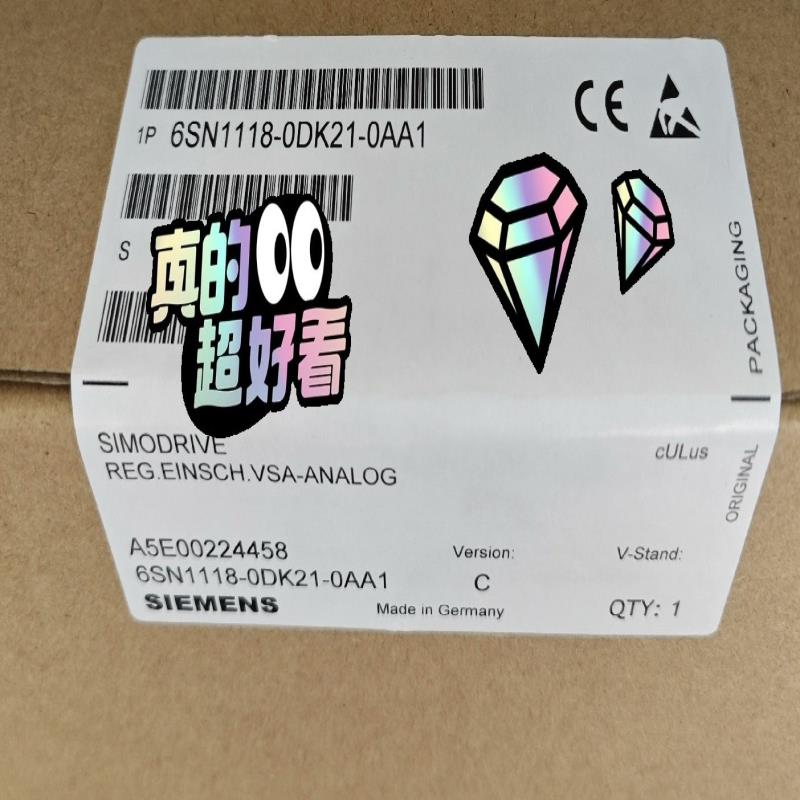 CE
1P 6SN1118-0DK21-0AA1
S
真的
超好看
SIMODRIVE
REG.EINSCH.VSA-ANALOG
cULus
ORIGINAL PACKAGING
A5E00224458
6SN1118-0DK21-0AA1
SIEMENS
Version:
C
Made in Germany
V-Stand:
QTY: 1